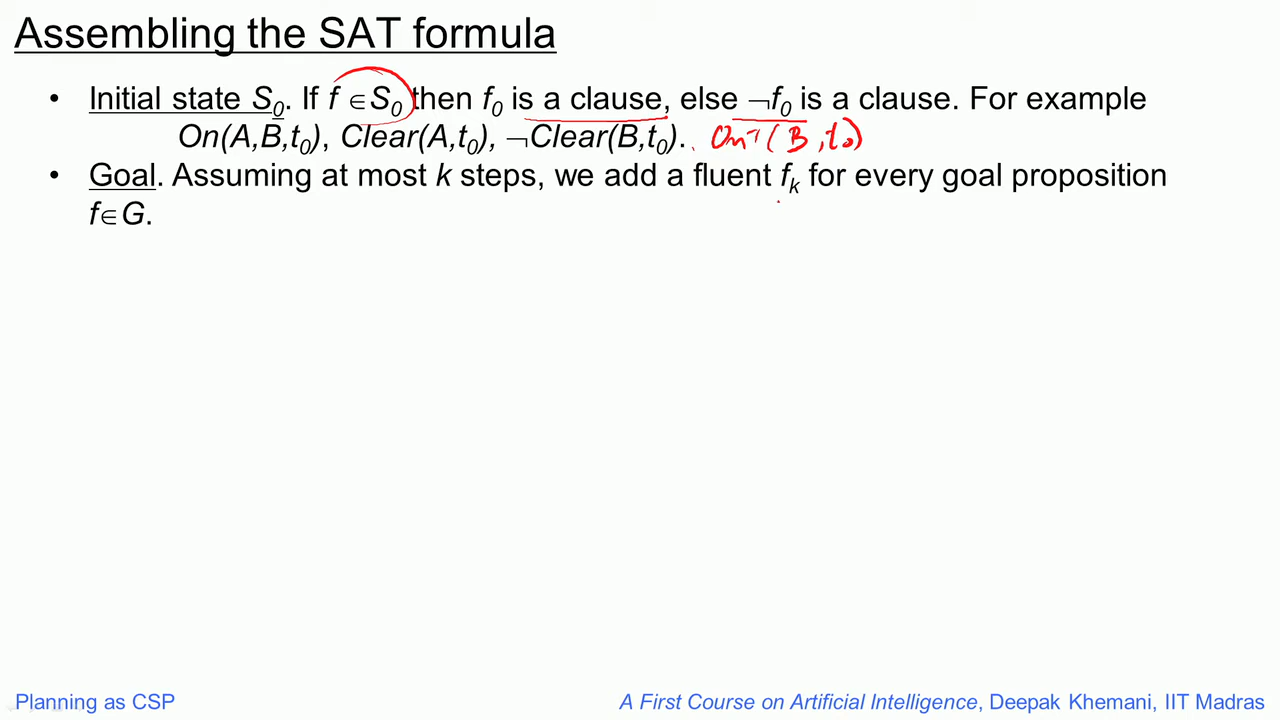 Assembling the SAT formula
• Initial state S₀. If f ∈S₀ then f₀ is a clause, else ¬f₀ is a clause. For example
On(A,B,t₀), Clear(A,t₀), ¬Clear(B,t₀). OnT(B,t₀)
• Goal. Assuming at most k steps, we add a fluent fₖ for every goal proposition
f∈G.
Planning as CSP
A First Course on Artificial Intelligence, Deepak Khemani, IIT Madras